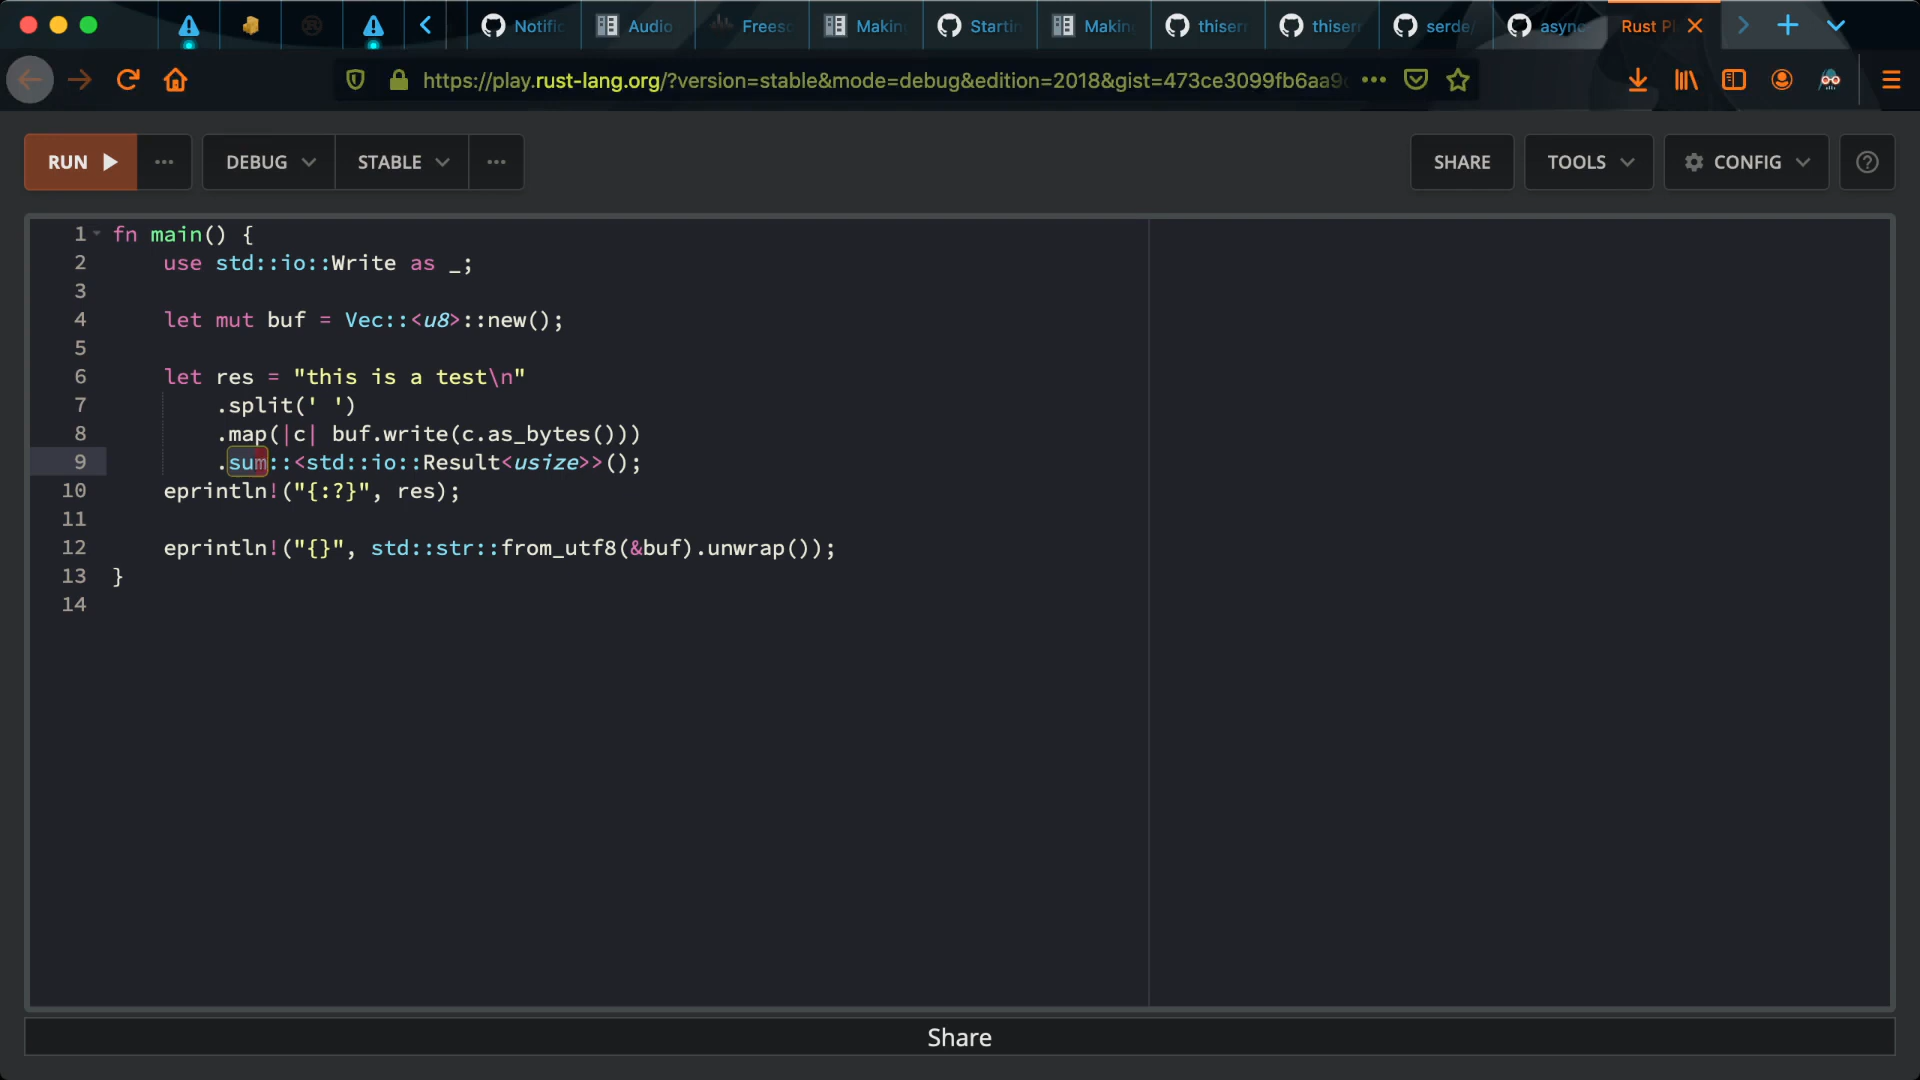 Notific
Audio
Freeso
Makin
Startin
Makin
thiserr
thiserr
serde/
async
Rust Pl
https://play.rust-lang.org/?version=stable&mode=debug&edition=2018&gist=473ce3099fb6aa9
RUN
DEBUG
STABLE
SHARE
TOOLS
CONFIG
1 fn main() {
2 use std::io::Write as _;
3
4 let mut buf = Vec::<u8>::new();
5
6 let res = "this is a test\n"
7 .split(' ')
8 .map(|c| buf.write(c.as_bytes()))
9 .sum::<std::io::Result<usize>>();
10 eprintln!("{:?}", res);
11
12 eprintln!("{}", std::str::from_utf8(&buf).unwrap());
13 }
14
Share